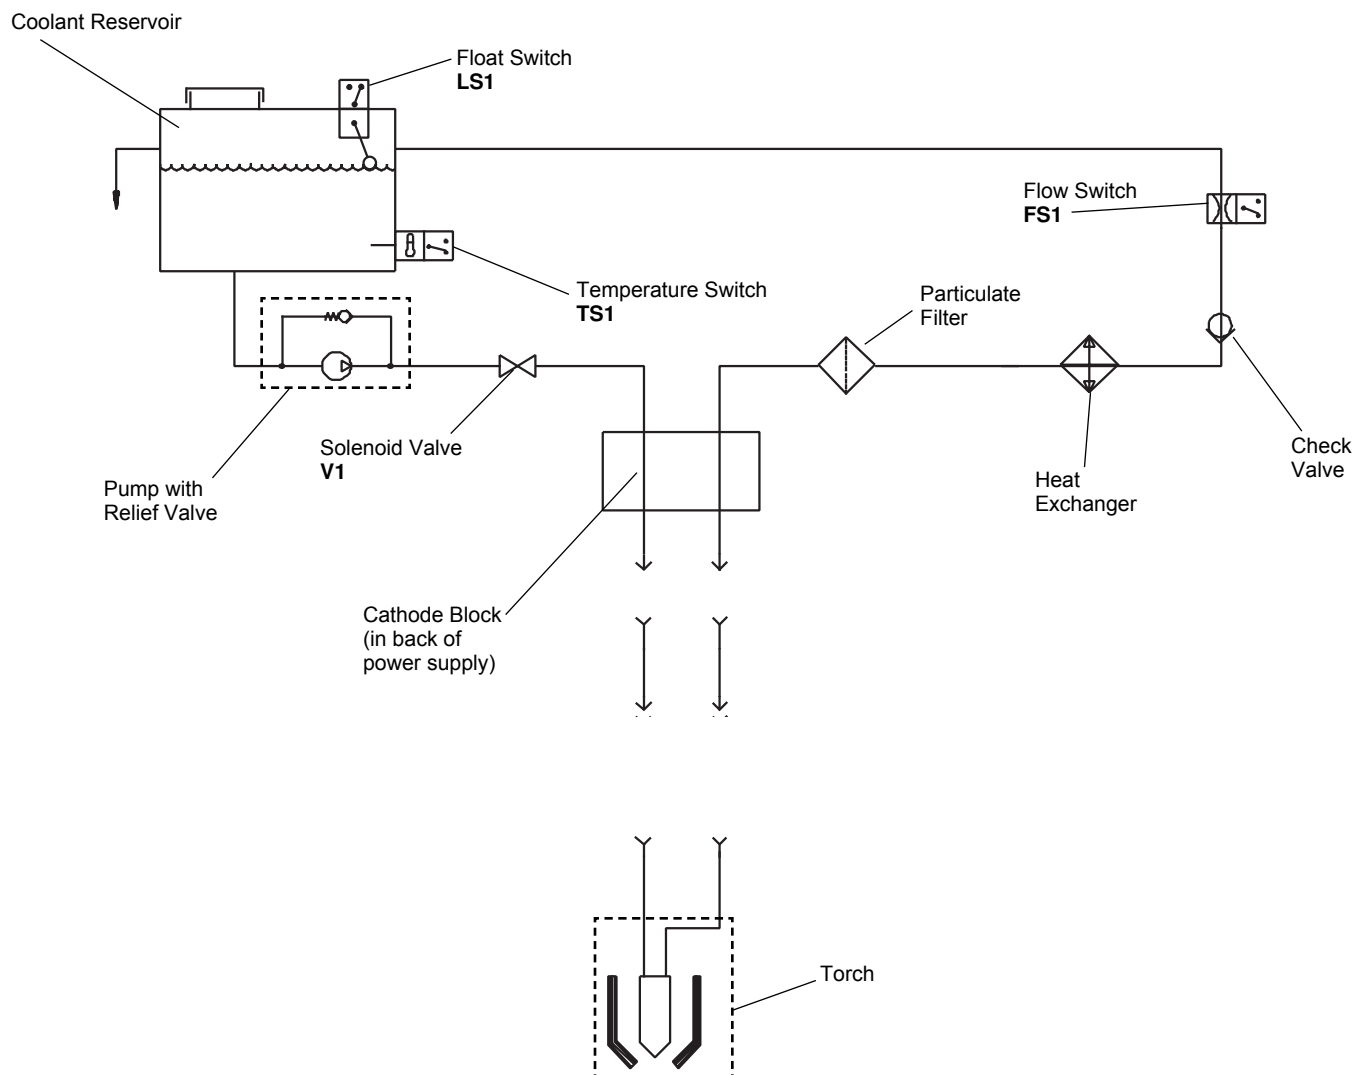 Coolant Reservoir
Float Switch
LS1
Flow Switch
FS1
Temperature Switch
TS1
Particulate
Filter
Solenoid Valve
V1
Check
Valve
Pump with
Relief Valve
Heat
Exchanger
Cathode Block
(in back of
power supply)
Torch